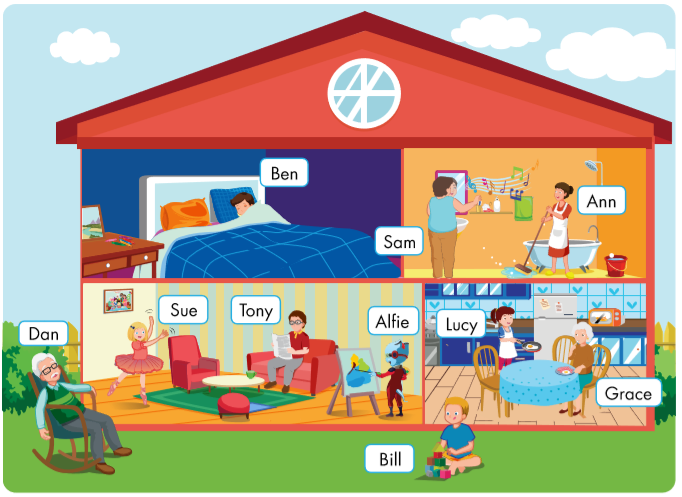 Ben
Ann
Sam
Sue
Tony
Alfie
Lucy
Dan
Grace
Bill